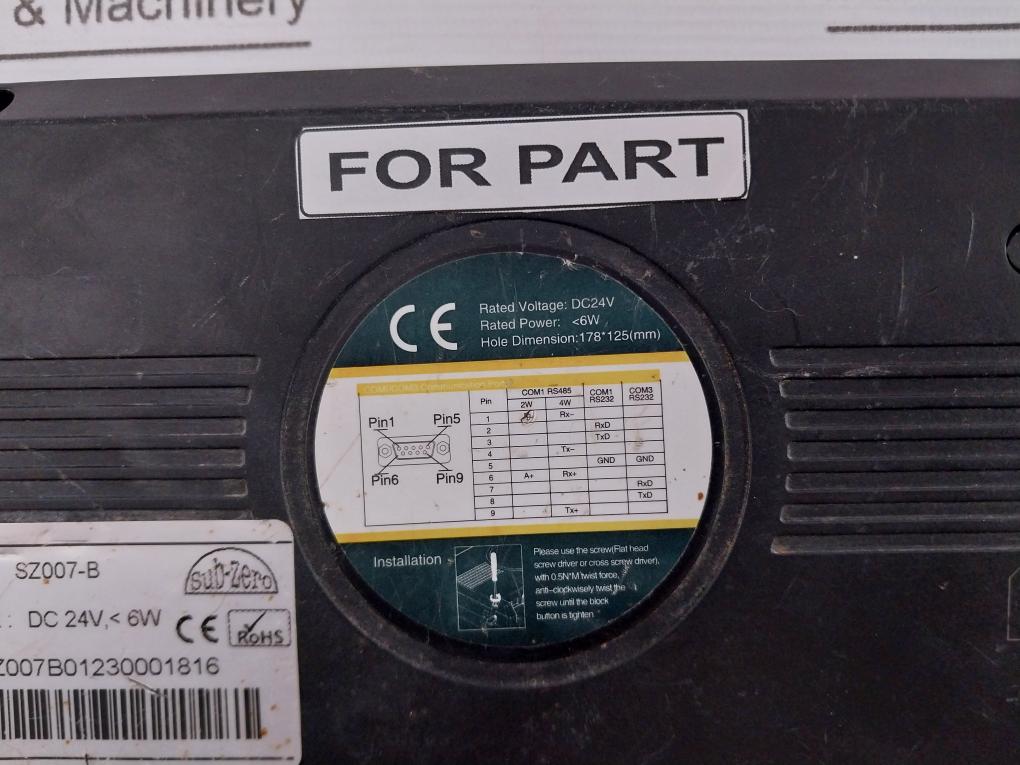 & Machinery
FOR PART
CE
Rated Voltage: DC24V
Rated Power: <6W
Hole Dimension:178*125(mm)
COM1/COM3 Communication Port
Pin1 Pin5
Pin6 Pin9
Pin COM1 RS485 COM1 RS232 COM3 RS232
2W 4W
1 Rx-
2 RxD
3 TxD
4 Tx-
5 GND GND
6 A+ Rx+
7 RxD
8 TxD
9 Tx+
Installation
Please use the screw(Flat head
screw driver or cross screw driver),
with 0.5N*M twist force,
anti-clockwisely twist the
screw until the block
button is tighten
SZ007-B
sub-zero
: DC 24V,< 6W
CE RoHS
Z007B01230001816